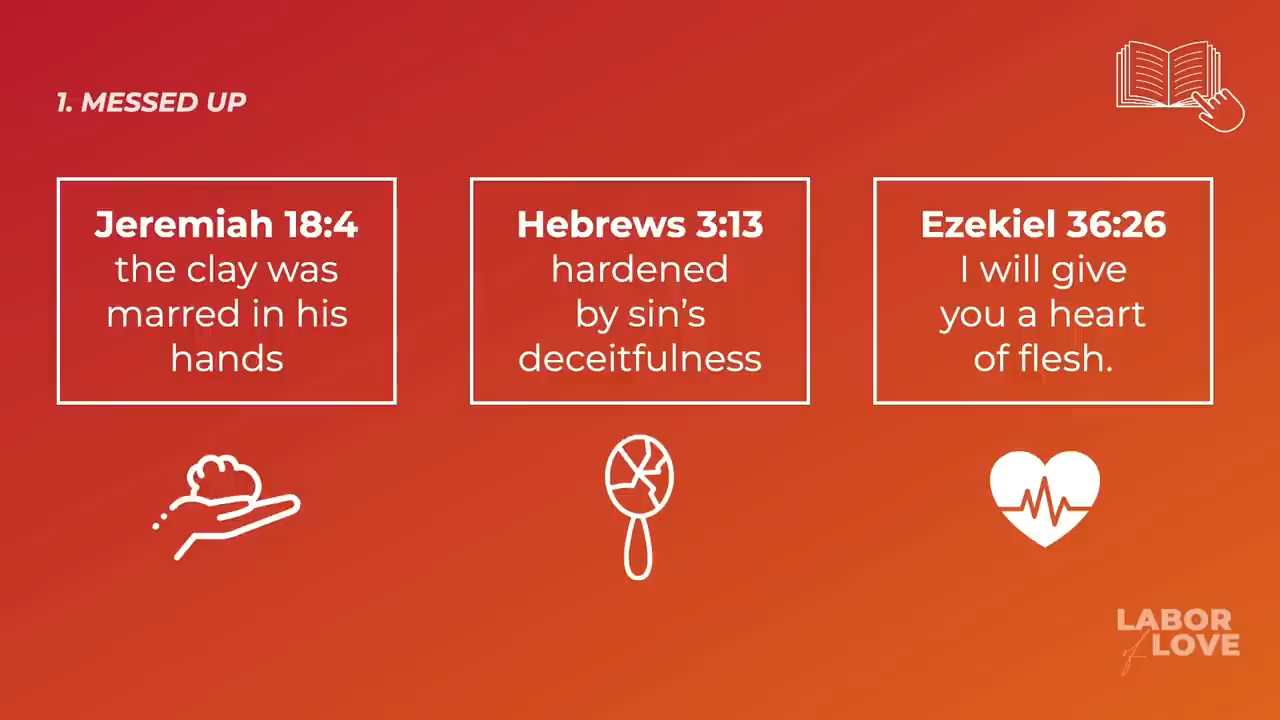 1. MESSED UP
Jeremiah 18:4
the clay was
marred in his
hands
Hebrews 3:13
hardened
by sin’s
deceitfulness
Ezekiel 36:26
I will give
you a heart
of flesh.
LABOR
of LOVE